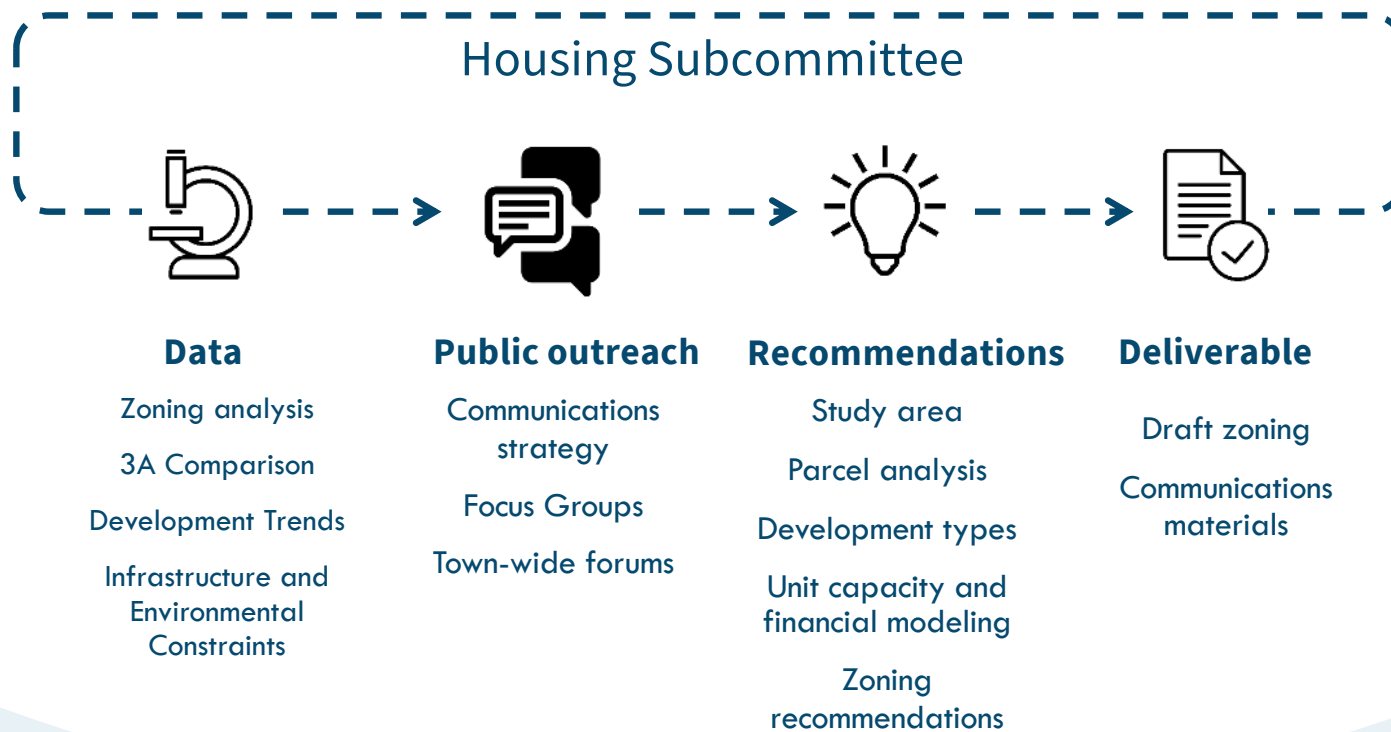 Housing Subcommittee
Data
Zoning analysis
3A Comparison
Development Trends
Infrastructure and
Environmental
Constraints
Public outreach
Communications
strategy
Focus Groups
Town-wide forums
Recommendations
Study area
Parcel analysis
Development types
Unit capacity and
financial modeling
Zoning
recommendations
Deliverable
Draft zoning
Communications
materials